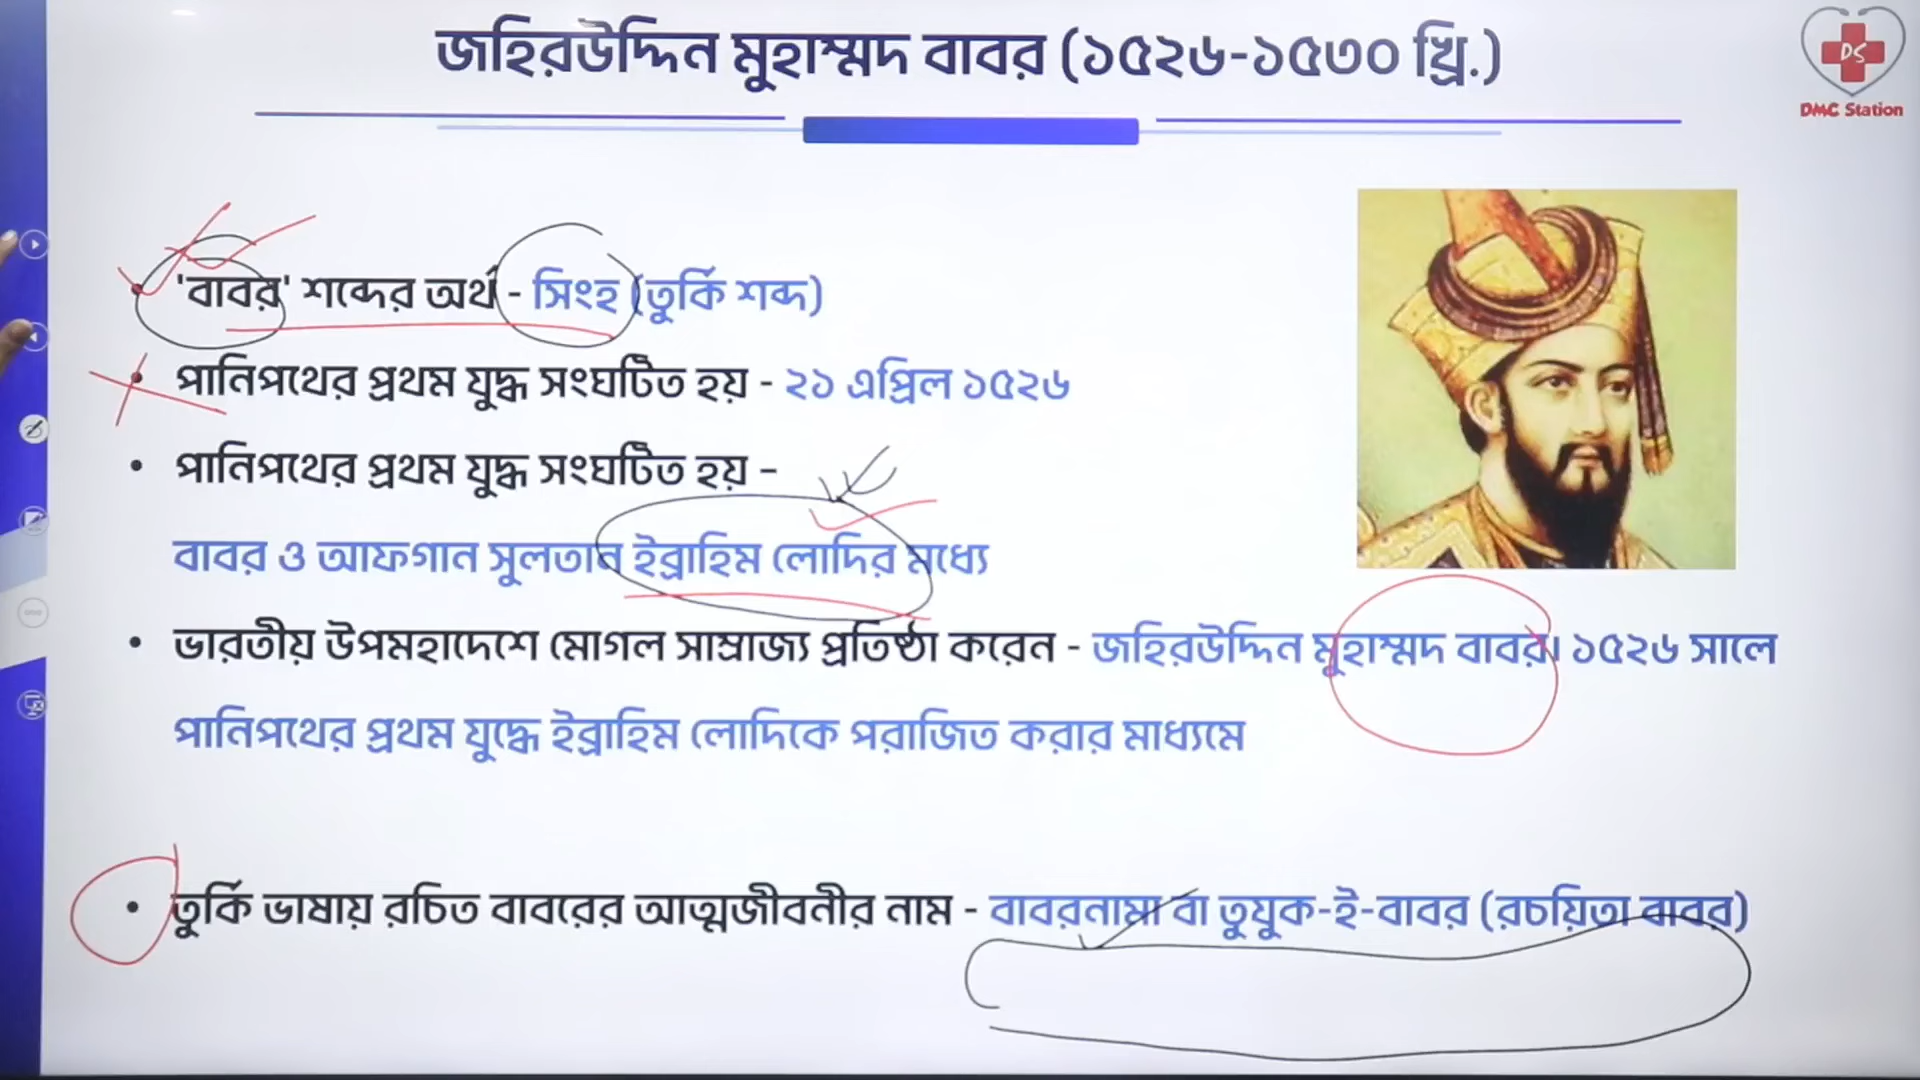 জহিরউদ্দিন মুহাম্মদ বাবর (১৫২৬-১৫৩০ খ্রি.)
DS
DMC Station
• 'বাবর' শব্দের অর্থ - সিংহ (তুর্কি শব্দ)
• পানিপথের প্রথম যুদ্ধ সংঘটিত হয় - ২১ এপ্রিল ১৫২৬
• পানিপথের প্রথম যুদ্ধ সংঘটিত হয় –
বাবর ও আফগান সুলতান ইব্রাহিম লোদির মধ্যে
• ভারতীয় উপমহাদেশে মোগল সাম্রাজ্য প্রতিষ্ঠা করেন - জহিরউদ্দিন মুহাম্মদ বাবর। ১৫২৬ সালে
পানিপথের প্রথম যুদ্ধে ইব্রাহিম লোদিকে পরাজিত করার মাধ্যমে
• তুর্কি ভাষায় রচিত বাবরের আত্মজীবনীর নাম - বাবরনামা বা তুযুক-ই-বাবর (রচয়িতা বাবর)